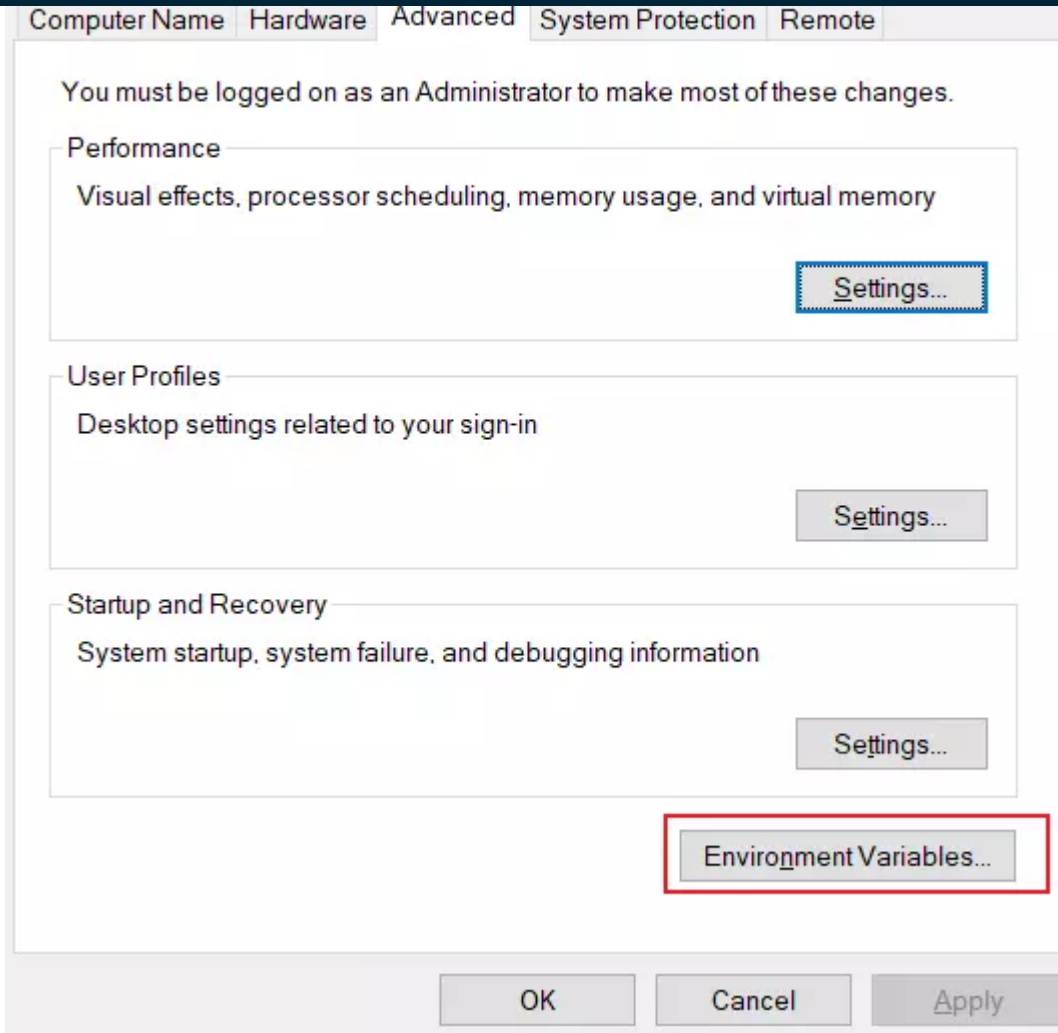 Computer Name Hardware Advanced System Protection Remote
You must be logged on as an Administrator to make most of these changes.
Performance
Visual effects, processor scheduling, memory usage, and virtual memory
Settings...
User Profiles
Desktop settings related to your sign-in
Settings...
Startup and Recovery
System startup, system failure, and debugging information
Settings...
Environment Variables...
OK Cancel Apply